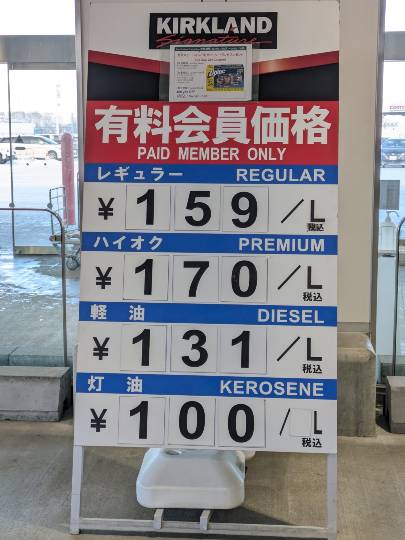 KIRKLAND
Signature
有料会員価格
PAID MEMBER ONLY
レギュラー REGULAR
¥ 159 /L 税込
ハイオク PREMIUM
¥ 170 /L 税込
軽油 DIESEL
¥ 131 /L 税込
灯油 KEROSENE
¥ 100 /L 税込